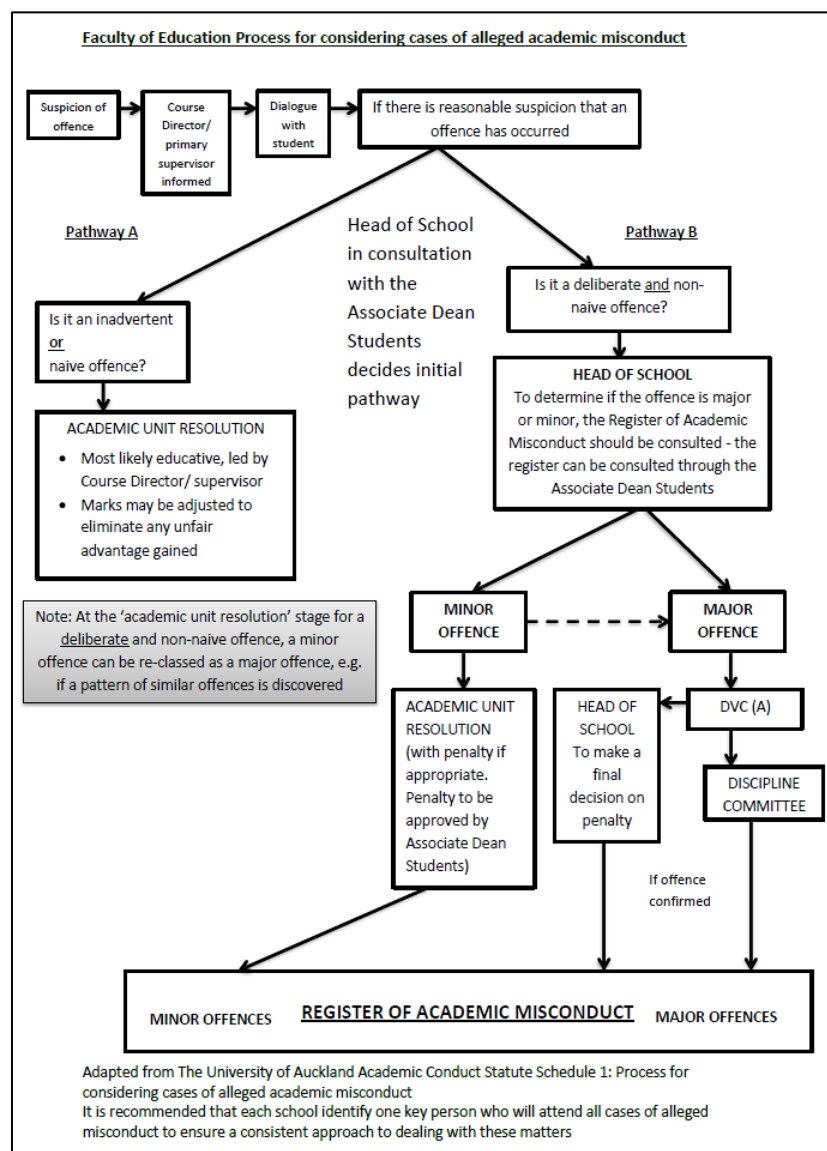 Faculty of Education Process for considering cases of alleged academic misconduct
Suspicion of
offence
Course
Director/
primary
supervisor
informed
Dialogue
with
student
If there is reasonable suspicion that an
offence has occurred
Pathway A
Head of School
in consultation
with the
Associate Dean
Students
decides initial
pathway
Pathway B
Is it an inadvertent
or
naive offence?
Is it a deliberate and non-
naive offence?
ACADEMIC UNIT RESOLUTION
• Most likely educative, led by
Course Director/ supervisor
• Marks may be adjusted to
eliminate any unfair
advantage gained
HEAD OF SCHOOL
To determine if the offence is major
or minor, the Register of Academic
Misconduct should be consulted - the
register can be consulted through the
Associate Dean Students
Note: At the ‘academic unit resolution’ stage for a
deliberate and non-naive offence, a minor
offence can be re-classed as a major offence, e.g.
if a pattern of similar offences is discovered
MINOR
OFFENCE
MAJOR
OFFENCE
ACADEMIC UNIT
RESOLUTION
(with penalty if
appropriate.
Penalty to be
approved by
Associate Dean
Students)
HEAD OF
SCHOOL
To make a
final
decision on
penalty
DVC (A)
DISCIPLINE
COMMITTEE
If offence
confirmed
MINOR OFFENCES REGISTER OF ACADEMIC MISCONDUCT MAJOR OFFENCES
Adapted from The University of Auckland Academic Conduct Statute Schedule 1: Process for
considering cases of alleged academic misconduct
It is recommended that each school identify one key person who will attend all cases of alleged
misconduct to ensure a consistent approach to dealing with these matters